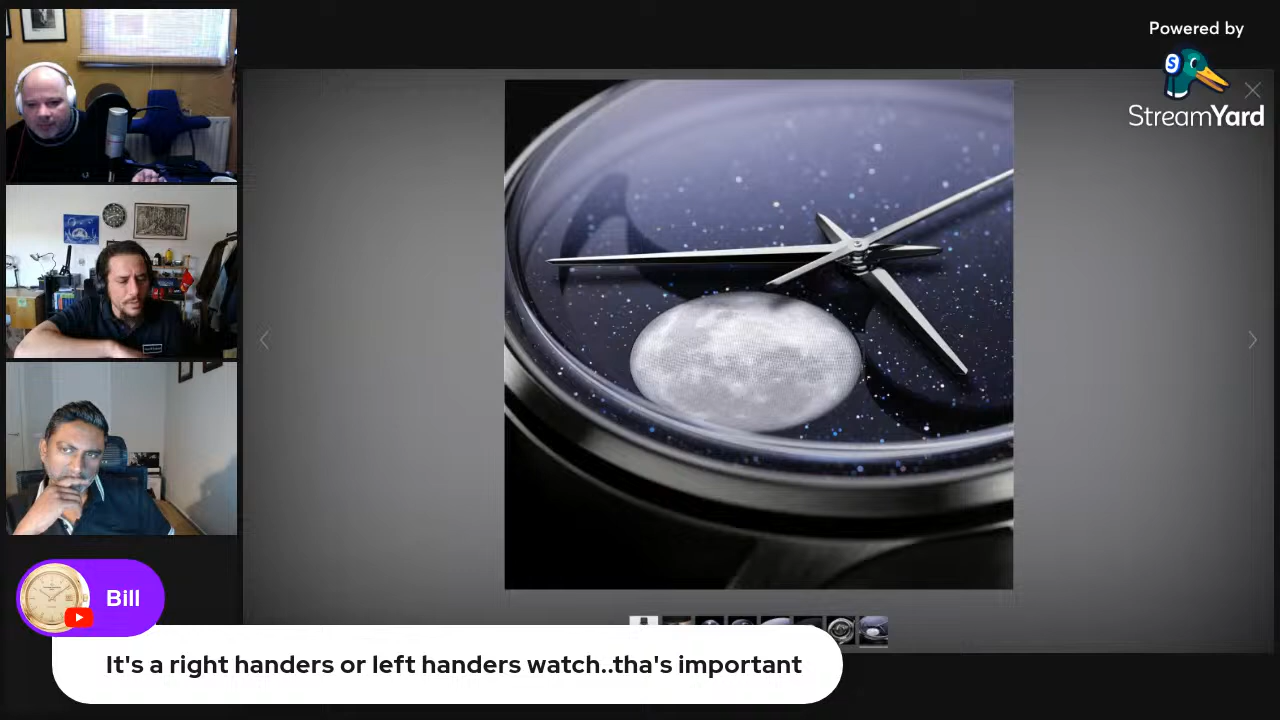 Powered by
StreamYard
Bill
It's a right handers or left handers watch..tha's important